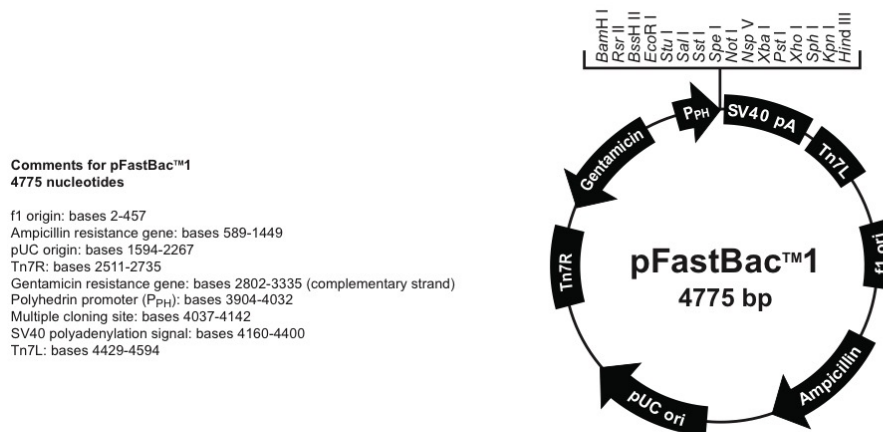 BamH I
Rsr II
BssH II
EcoR I
Stu I
Sal I
Sst I
Spe I
Not I
Nsp V
Xba I
Pst I
Xho I
Sph I
Kpn I
Hind III
PPH
SV40 pA
Tn7L
Gentamicin
Tn7R
f1 ori
pFastBac™1
4775 bp
Ampicillin
pUC ori
Comments for pFastBac™1
4775 nucleotides
f1 origin: bases 2-457
Ampicillin resistance gene: bases 589-1449
pUC origin: bases 1594-2267
Tn7R: bases 2511-2735
Gentamicin resistance gene: bases 2802-3335 (complementary strand)
Polyhedrin promoter (PPH): bases 3904-4032
Multiple cloning site: bases 4037-4142
SV40 polyadenylation signal: bases 4160-4400
Tn7L: bases 4429-4594